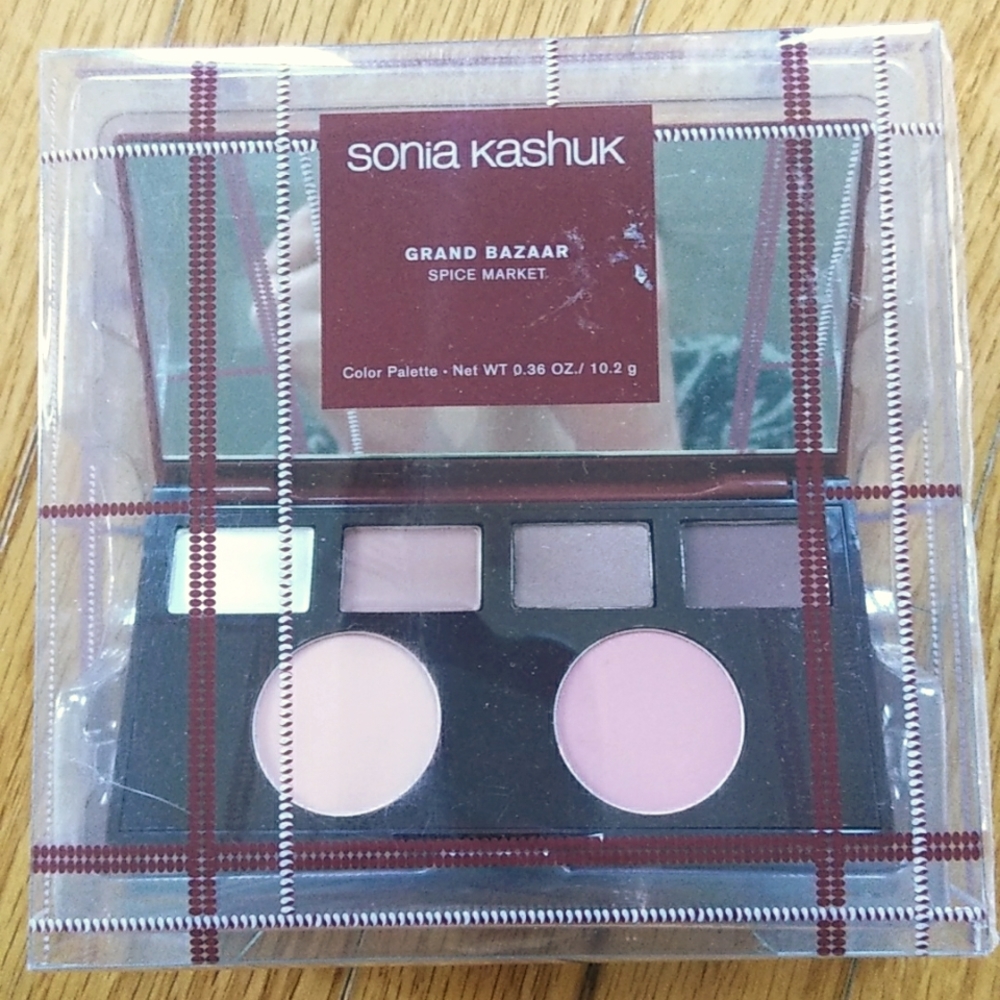 sonia kashuk
GRAND BAZAAR
SPICE MARKET
Color Palette • Net WT 0.36 OZ./ 10.2 g